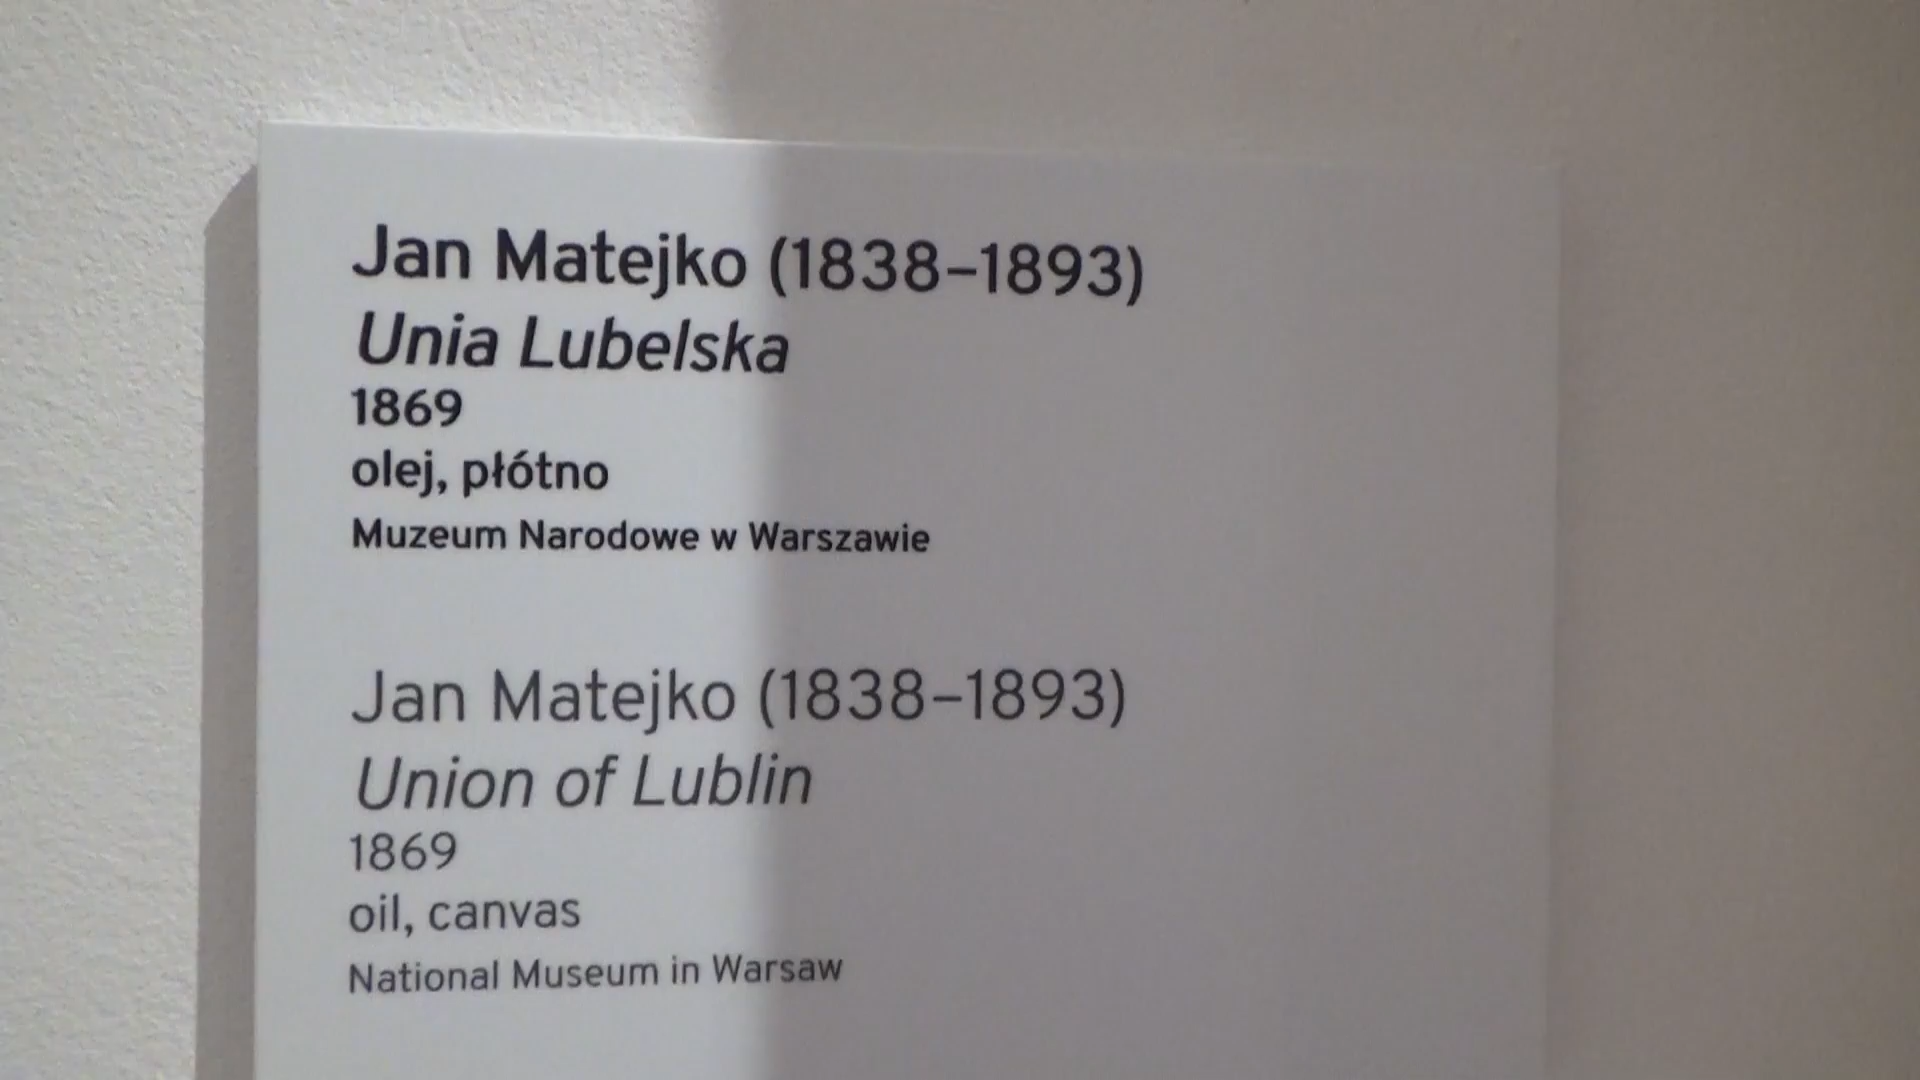 Jan Matejko (1838–1893)
Unia Lubelska
1869
olej, płótno
Muzeum Narodowe w Warszawie
Jan Matejko (1838–1893)
Union of Lublin
1869
oil, canvas
National Museum in Warsaw